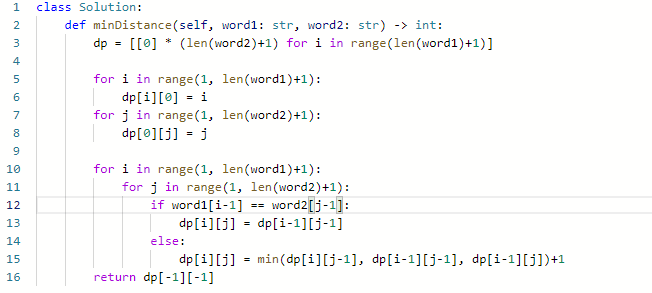 1 class Solution:
2     def minDistance(self, word1: str, word2: str) -> int:
3         dp = [[0] * (len(word2)+1) for i in range(len(word1)+1)]
4
5         for i in range(1, len(word1)+1):
6             dp[i][0] = i
7         for j in range(1, len(word2)+1):
8             dp[0][j] = j
9
10         for i in range(1, len(word1)+1):
11             for j in range(1, len(word2)+1):
12                 if word1[i-1] == word2[j-1]:
13                     dp[i][j] = dp[i-1][j-1]
14                 else:
15                     dp[i][j] = min(dp[i][j-1], dp[i-1][j-1], dp[i-1][j])+1
16         return dp[-1][-1]